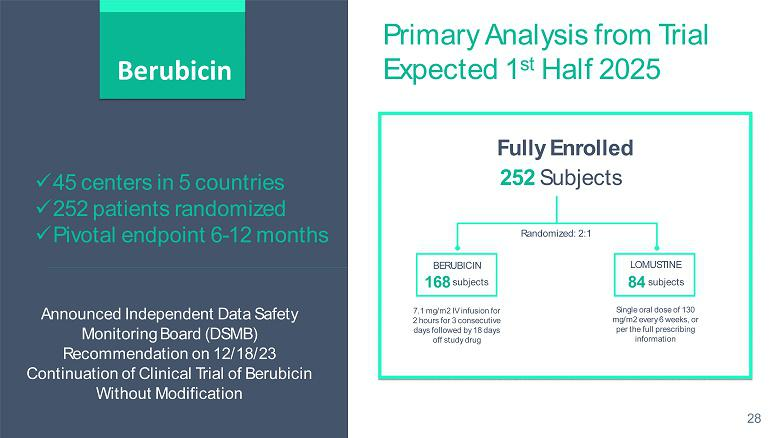 Berubicin
✓45 centers in 5 countries
✓252 patients randomized
✓Pivotal endpoint 6-12 months
Announced Independent Data Safety
Monitoring Board (DSMB)
Recommendation on 12/18/23
Continuation of Clinical Trial of Berubicin
Without Modification
Primary Analysis from Trial
Expected 1st Half 2025
Fully Enrolled
252 Subjects
Randomized: 2:1
BERUBICIN
168 subjects
7.1 mg/m2 IV infusion for
2 hours for 3 consecutive
days followed by 18 days
off study drug
LOMUSTINE
84 subjects
Single oral dose of 130
mg/m2 every 6 weeks, or
per the full prescribing
information
28